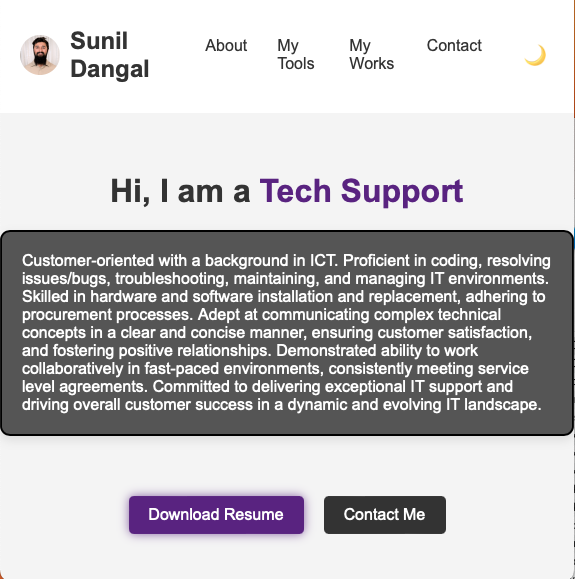 Sunil
Dangal
About
My
Tools
My
Works
Contact
Hi, I am a Tech Support
Customer-oriented with a background in ICT. Proficient in coding, resolving
issues/bugs, troubleshooting, maintaining, and managing IT environments.
Skilled in hardware and software installation and replacement, adhering to
procurement processes. Adept at communicating complex technical
concepts in a clear and concise manner, ensuring customer satisfaction,
and fostering positive relationships. Demonstrated ability to work
collaboratively in fast-paced environments, consistently meeting service
level agreements. Committed to delivering exceptional IT support and
driving overall customer success in a dynamic and evolving IT landscape.
Download Resume
Contact Me